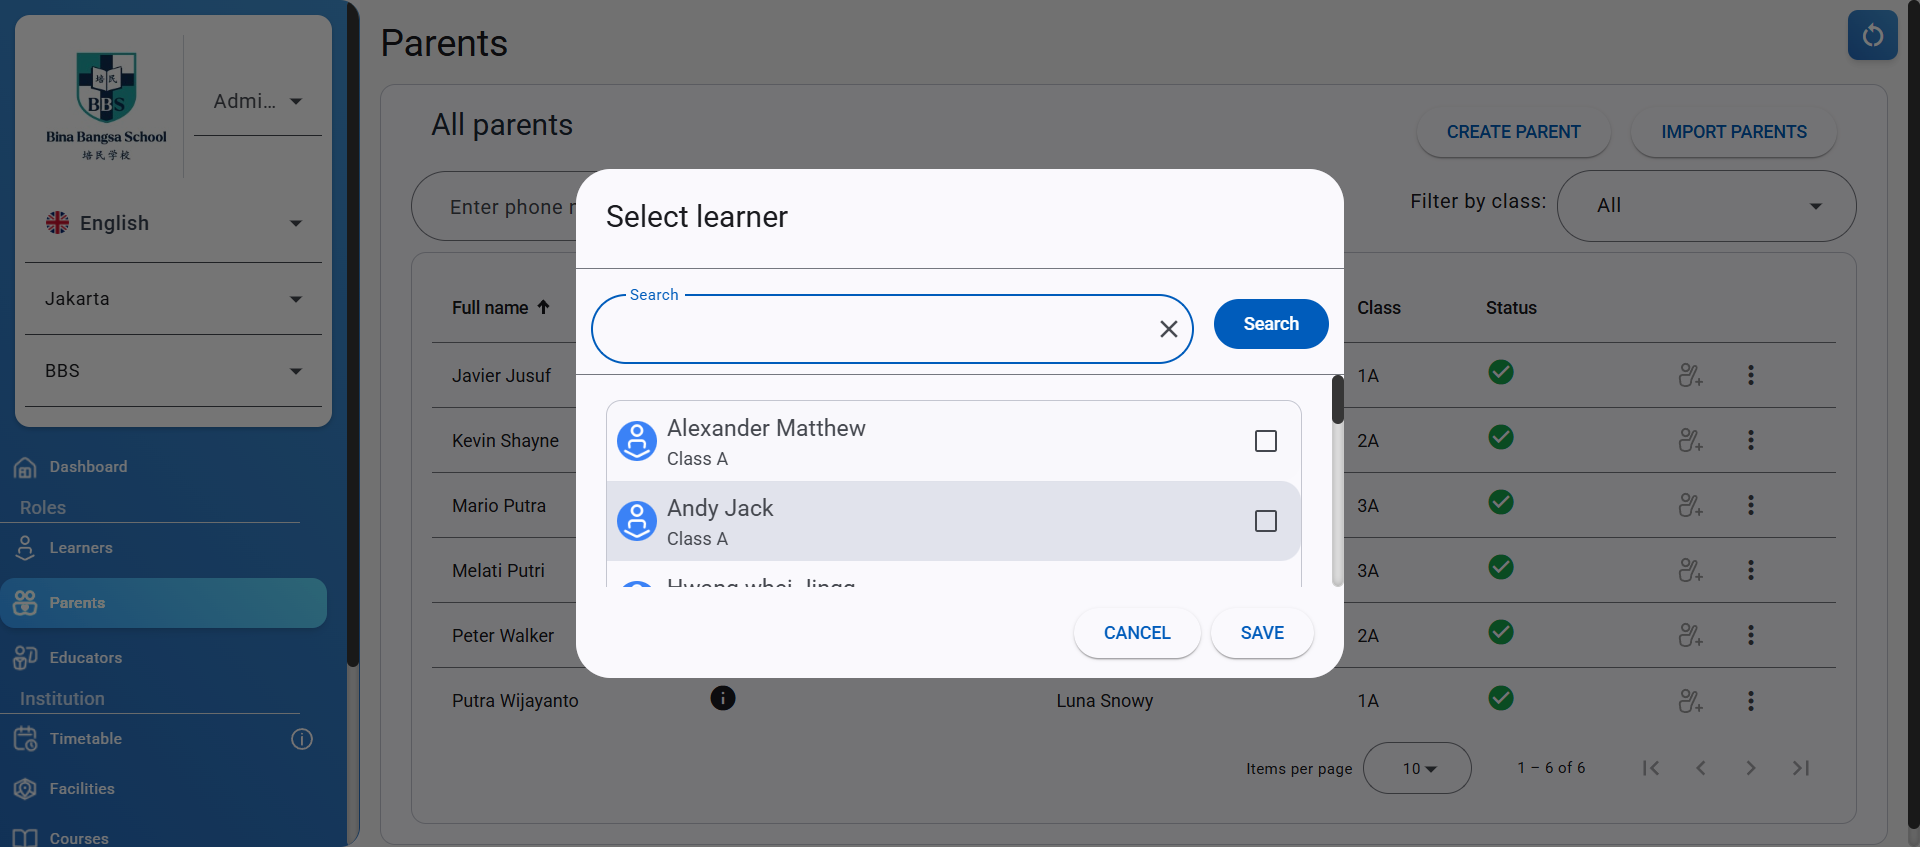 BBS
Bina Bangsa School
培民学校
Admi...
English
Jakarta
BBS
Dashboard
Roles
Learners
Parents
Educators
Institution
Timetable
Facilities
Courses
Parents
All parents
CREATE PARENT
IMPORT PARENTS
Enter phone
Filter by class:
All
Full name
Class
Status
Javier Jusuf
1A
Kevin Shayne
2A
Mario Putra
3A
Melati Putri
3A
Peter Walker
2A
Putra Wijayanto
Luna Snowy
1A
Items per page
10
1 – 6 of 6
Select learner
Search
Search
Alexander Matthew
Class A
Andy Jack
Class A
CANCEL
SAVE